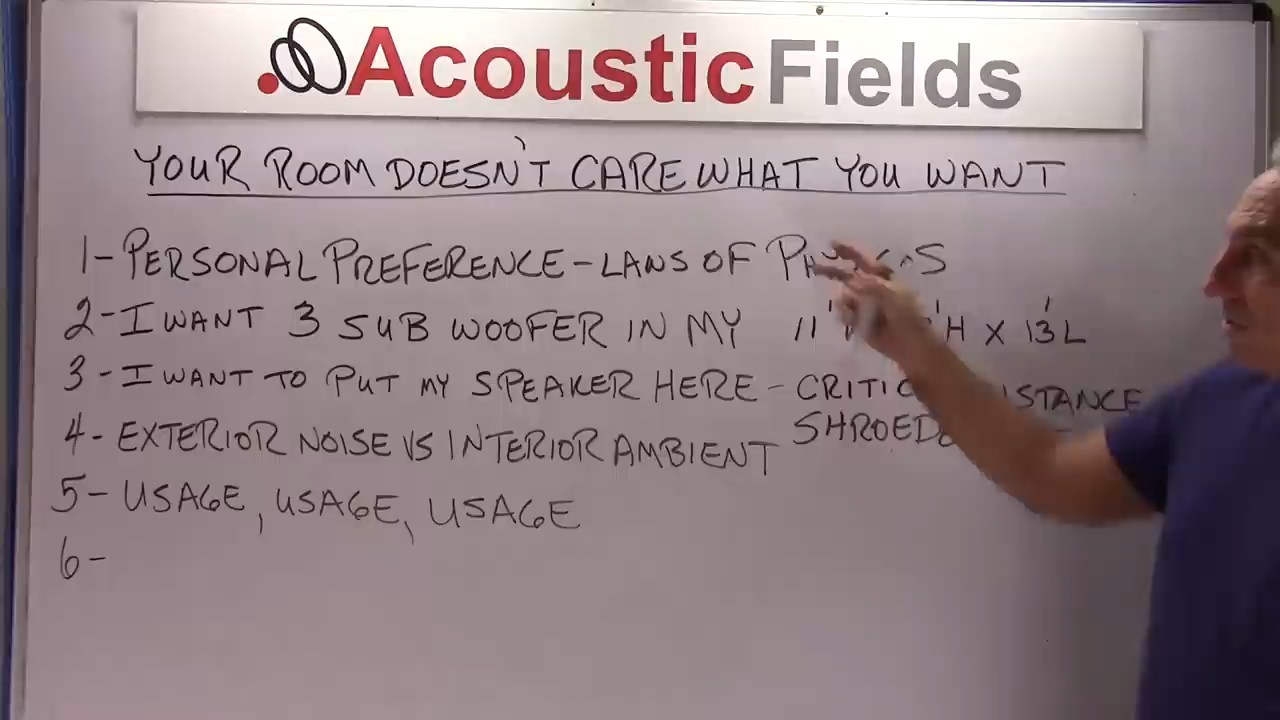 AcousticFields
YOUR ROOM DOESN'T CARE WHAT YOU WANT
1- PERSONAL PREFERENCE - LAWS OF
2- I WANT 3 SUB WOOFER IN MY 11' H X 13'L
3 - I WANT TO PUT MY SPEAKER HERE - 
4 - EXTERIOR NOISE VS INTERIOR AMBIENT
5 - USAGE, USAGE, USAGE
6 -